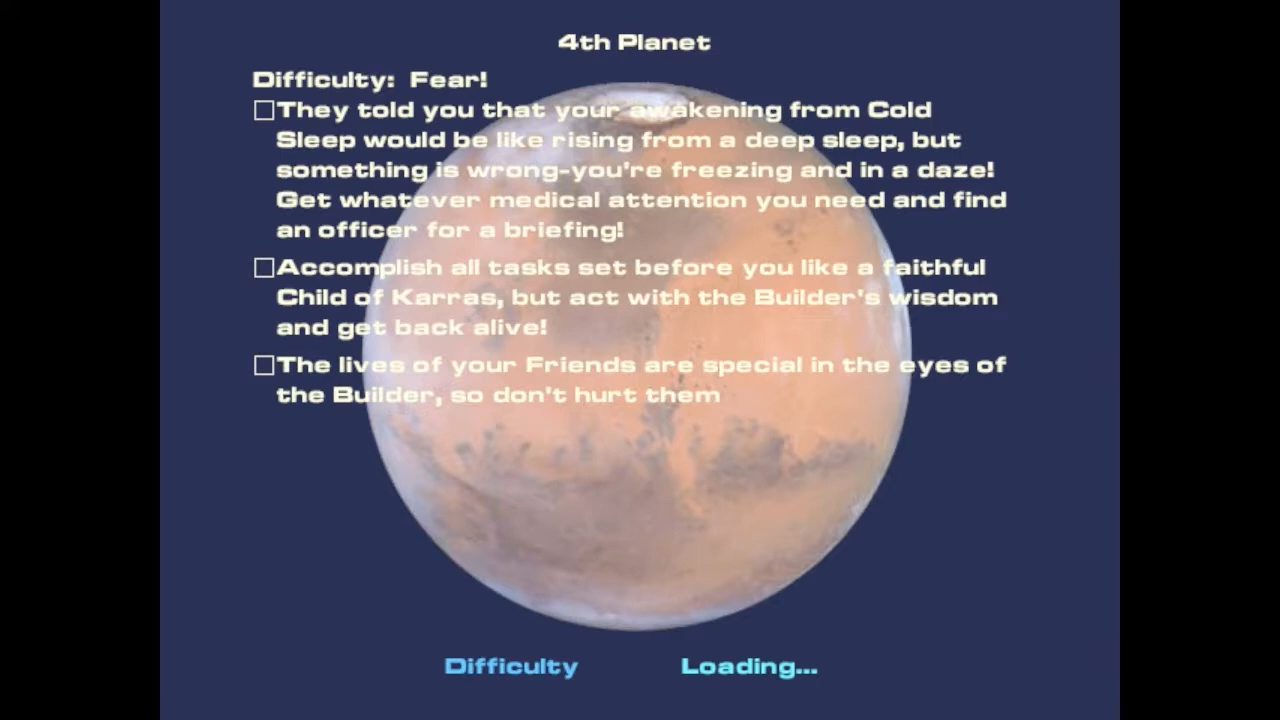 4th Planet
Difficulty: Fear!
They told you that your awakening from Cold
Sleep would be like rising from a deep sleep, but
something is wrong-you're freezing and in a daze!
Get whatever medical attention you need and find
an officer for a briefing!
Accomplish all tasks set before you like a faithful
Child of Karras, but act with the Builder's wisdom
and get back alive!
The lives of your Friends are special in the eyes of
the Builder, so don't hurt them
Difficulty
Loading...